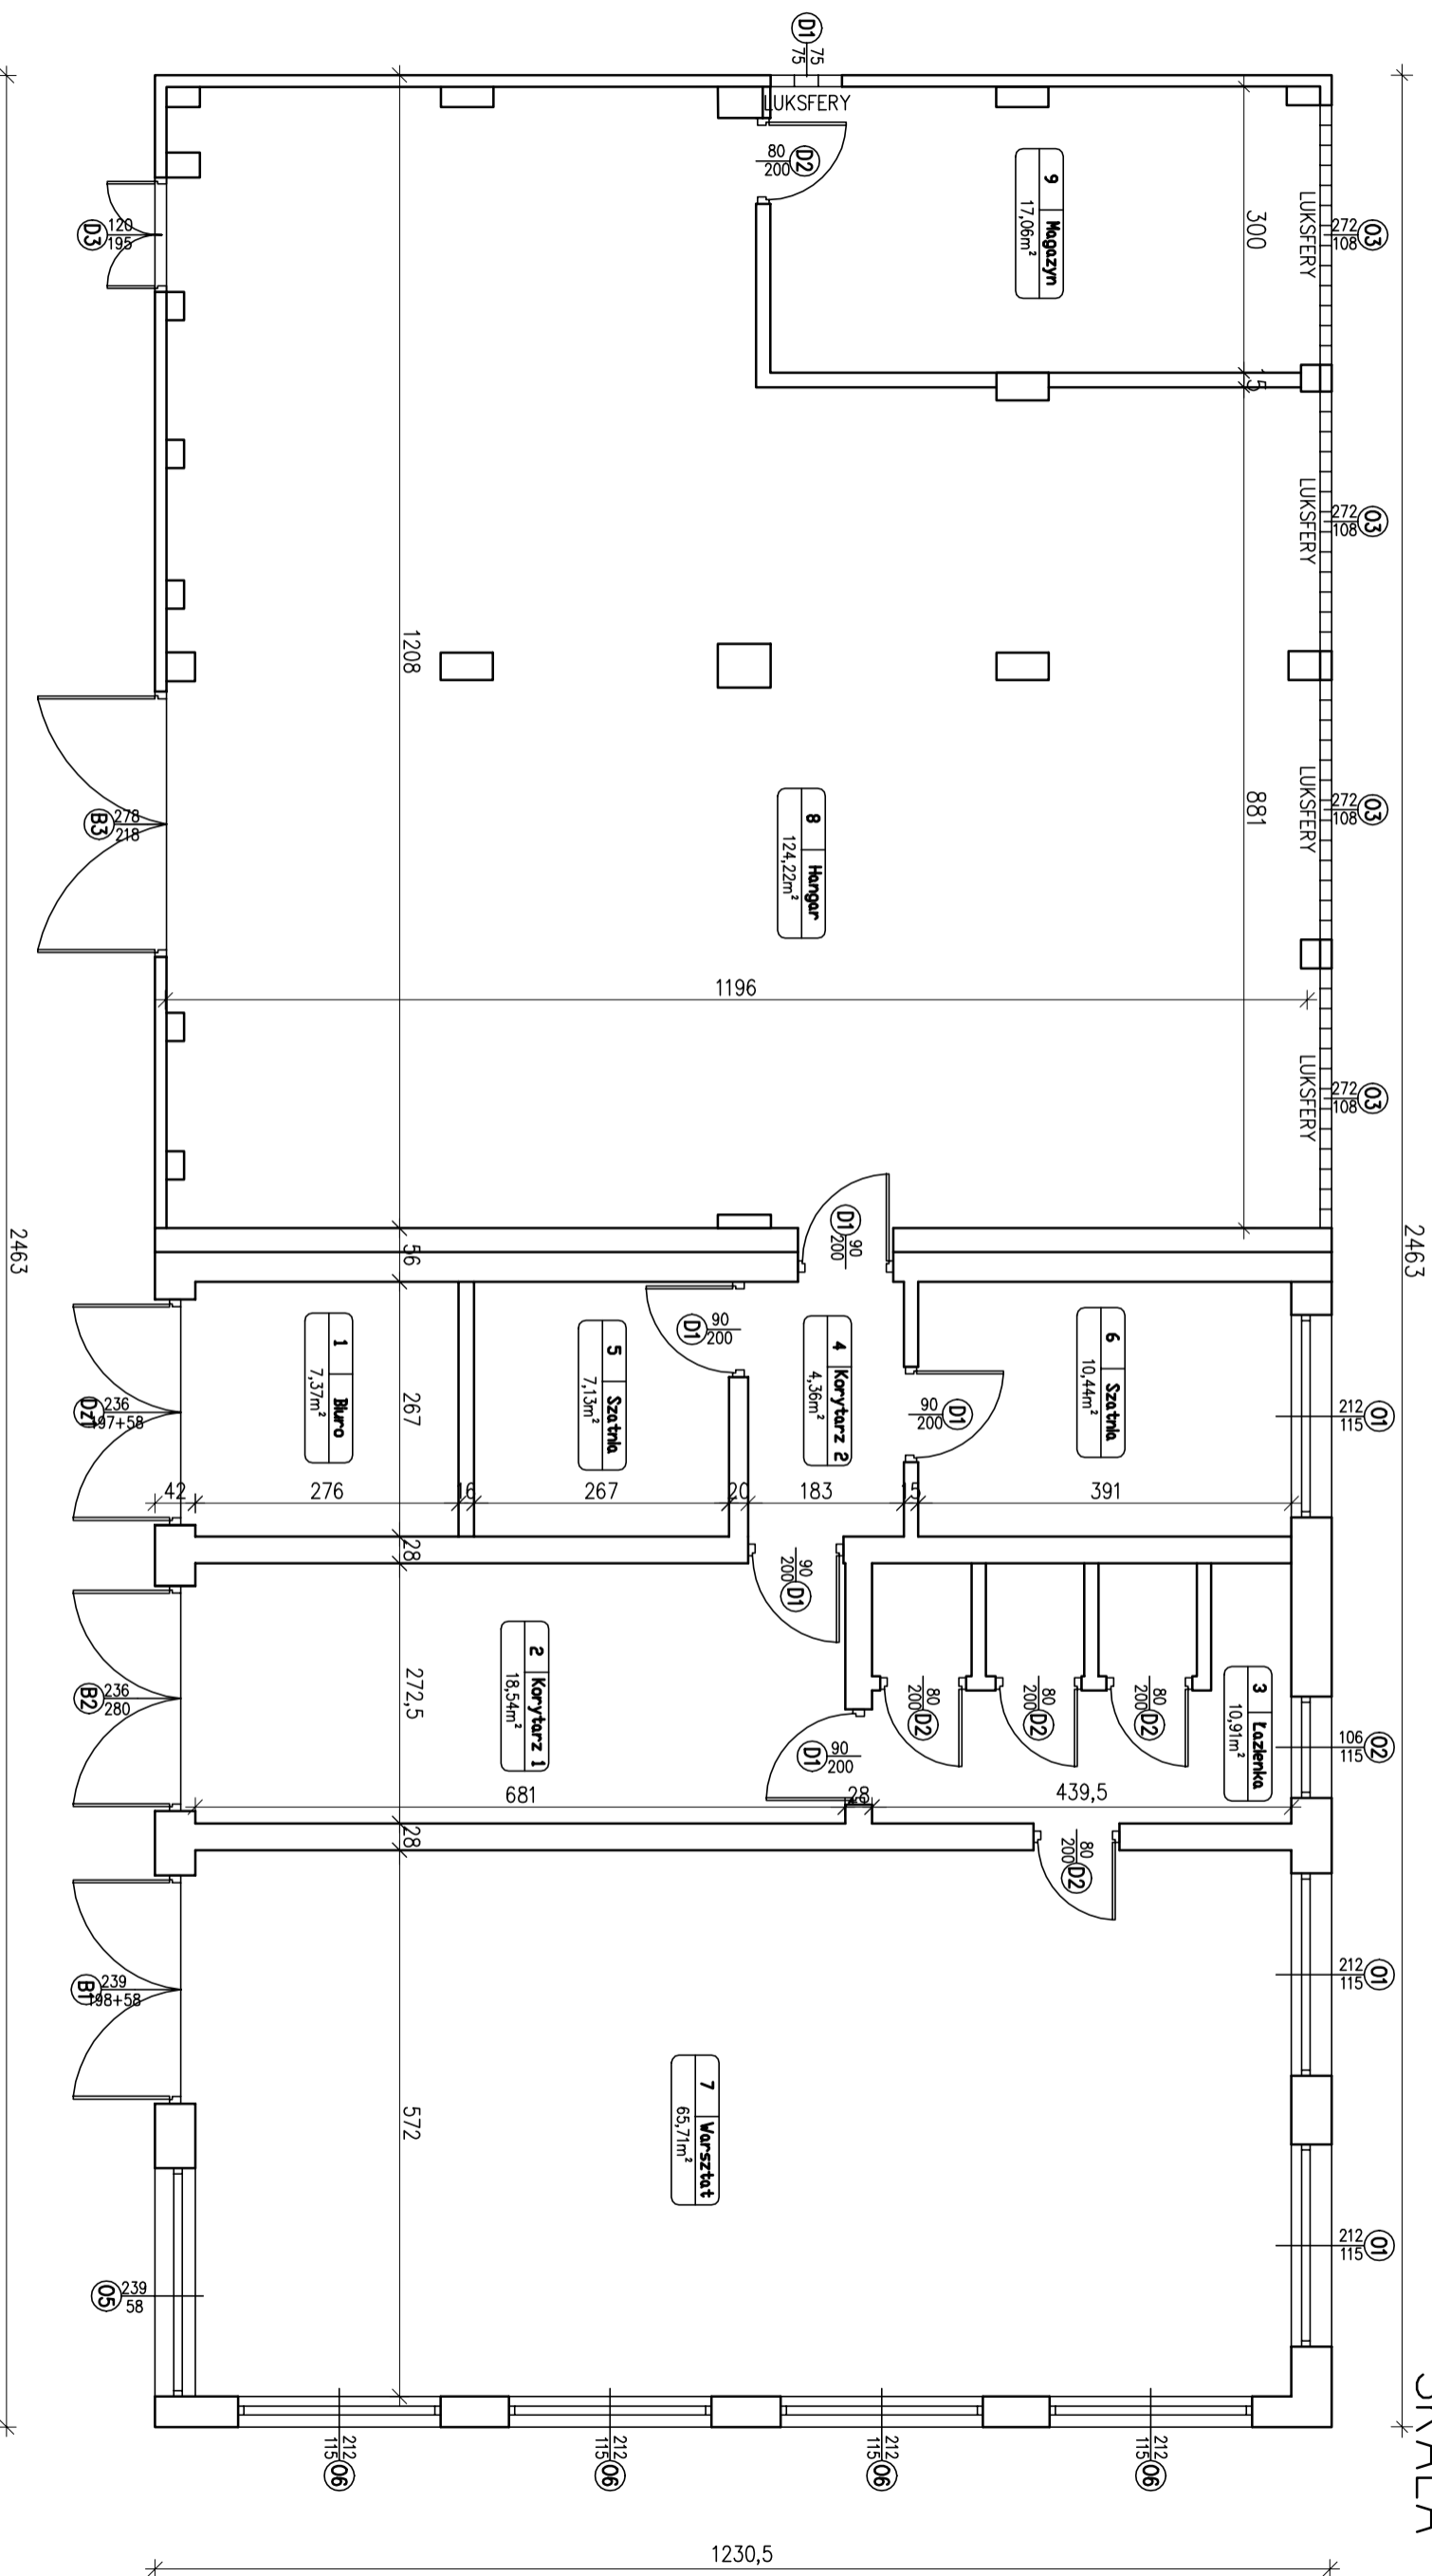 SKALA
2463
2463
1230,5
D1 75
75
LUKSFERY
D2 80
200
9 Magazyn
17,06m²
300
15
LUKSFERY
272
108 O3
LUKSFERY
272
108 O3
LUKSFERY
272
108 O3
LUKSFERY
272
108 O3
D3 120
195
1208
881
8 Hangar
124,22m²
B3 278
218
1196
D1 90
200
56
4 Korytarz 2
4,36m²
6 Szatnia
10,44m²
5 Szatnia
7,13m²
1 Biuro
7,37m²
D1 90
200
D1 90
200
212
115 O1
Dz1 236
197+58
267
42
276
16
267
20
183
15
391
28
D1 90
200
2 Korytarz 1
18,54m²
272,5
B2 236
280
D2 80
200
D2 80
200
D2 80
200
3 Łazienka
10,91m²
106
115 O2
D1 90
200
681
28
439,5
28
D2 80
200
B1 239
198+58
212
115 O1
7 Warsztat
65,71m²
572
212
115 O1
O5 239
58
212
115 O6
212
115 O6
212
115 O6
212
115 O6